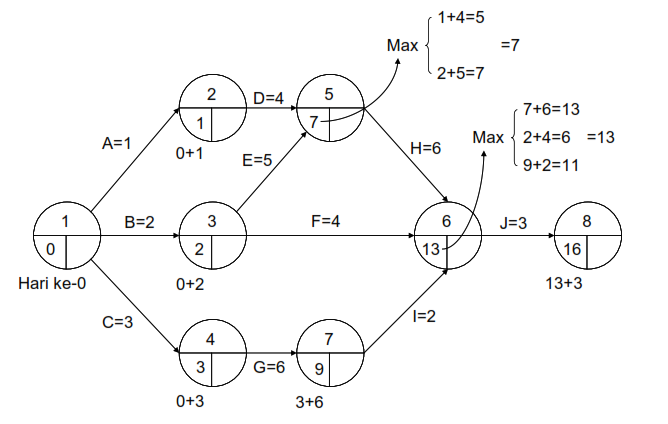 1+4=5
Max
=7
2+5=7
2
D=4
5
1
7
A=1
0+1
E=5
H=6
7+6=13
Max
2+4=6
=13
9+2=11
1
B=2
3
F=4
6
J=3
8
0
2
13
16
Hari ke-0
0+2
13+3
C=3
4
7
I=2
3
G=6
9
0+3
3+6